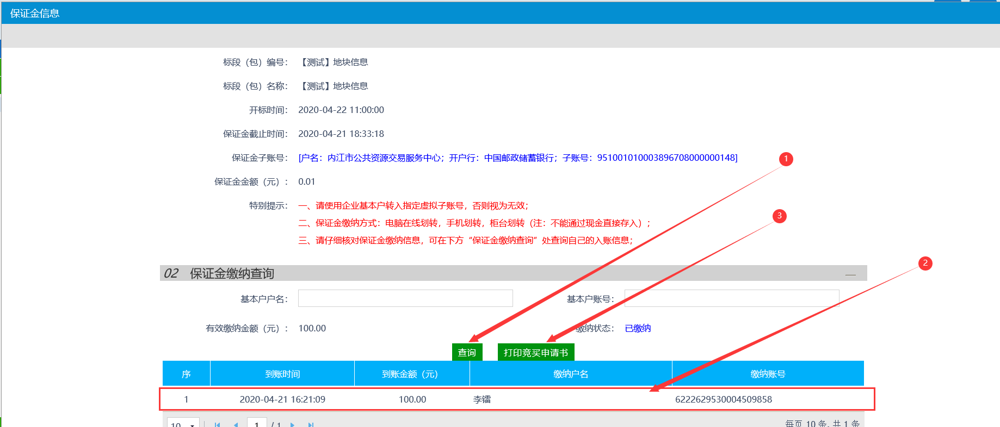 保证金信息
标段（包）编号： 【测试】地块信息
标段（包）名称： 【测试】地块信息
开标时间： 2020-04-22 11:00:00
保证金截止时间： 2020-04-21 18:33:18
保证金子账号： [户名：内江市公共资源交易服务中心；开户行：中国邮政储蓄银行；子账号：951001010003896708000000148]
1
保证金金额（元）： 0.01
特别提示： 一、请使用企业基本户转入指定虚拟子账号，否则视为无效；
3
二、保证金缴纳方式：电脑在线划转，手机划转，柜台划转（注：不能通过现金直接存入）；
三、请仔细核对保证金缴纳信息，可在下方“保证金缴纳查询”处查询自己的入账信息；
2
02 保证金缴纳查询
基本户户名： 基本户账号：
有效缴纳金额（元）： 100.00 缴纳状态： 已缴纳
查询 打印竞买申请书
序 到账时间 到账金额（元） 缴纳户名 缴纳账号
1 2020-04-21 16:21:09 100.00 李镭 6222629530004509858
10 1 / 1 每页 10 条, 共 1 条